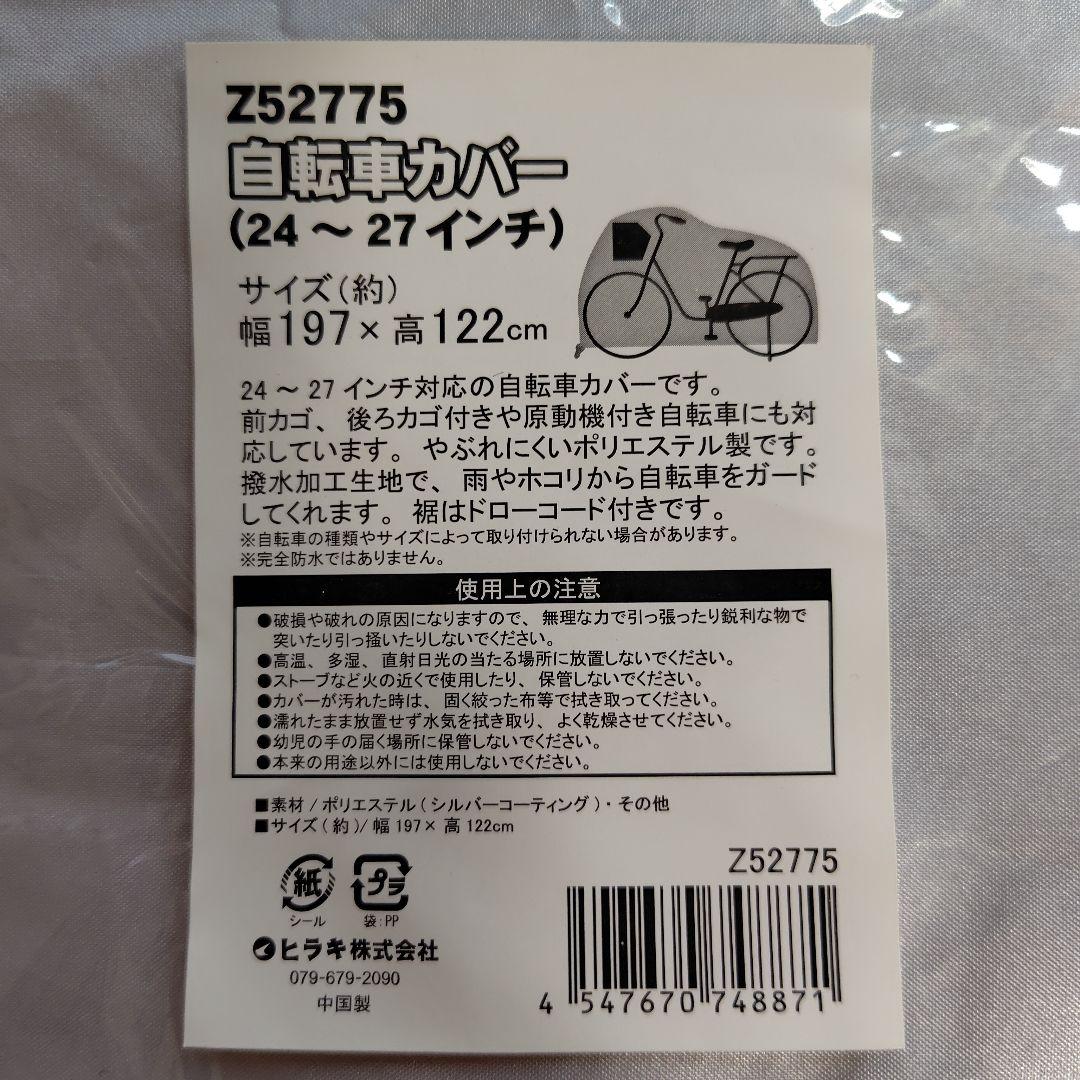 Z52775
自転車カバー
(24～27インチ)
サイズ(約)
幅197×高122cm
24～27インチ対応の自転車カバーです。
前カゴ、後ろカゴ付きや原動機付き自転車にも対
応しています。やぶれにくいポリエステル製です。
撥水加工生地で、雨やホコリから自転車をガード
してくれます。裾はドローコード付きです。
※自転車の種類やサイズによって取り付けられない場合があります。
※完全防水ではありません。
使用上の注意
●破損や破れの原因になりますので、無理な力で引っ張ったり鋭利な物で
突いたり引っ掻いたりしないでください。
●高温、多湿、直射日光の当たる場所に放置しないでください。
●ストーブなど火の近くで使用したり、保管しないでください。
●カバーが汚れた時は、固く絞った布等で拭き取ってください。
●濡れたまま放置せず水気を拭き取り、よく乾燥させてください。
●幼児の手の届く場所に保管しないでください。
●本来の用途以外には使用しないでください。
■素材/ポリエステル(シルバーコーティング)・その他
■サイズ(約)/幅197×高122cm
Z52775
紙 プラ
シール 袋:PP
ヒラキ株式会社
079-679-2090
中国製
4 547670 748871